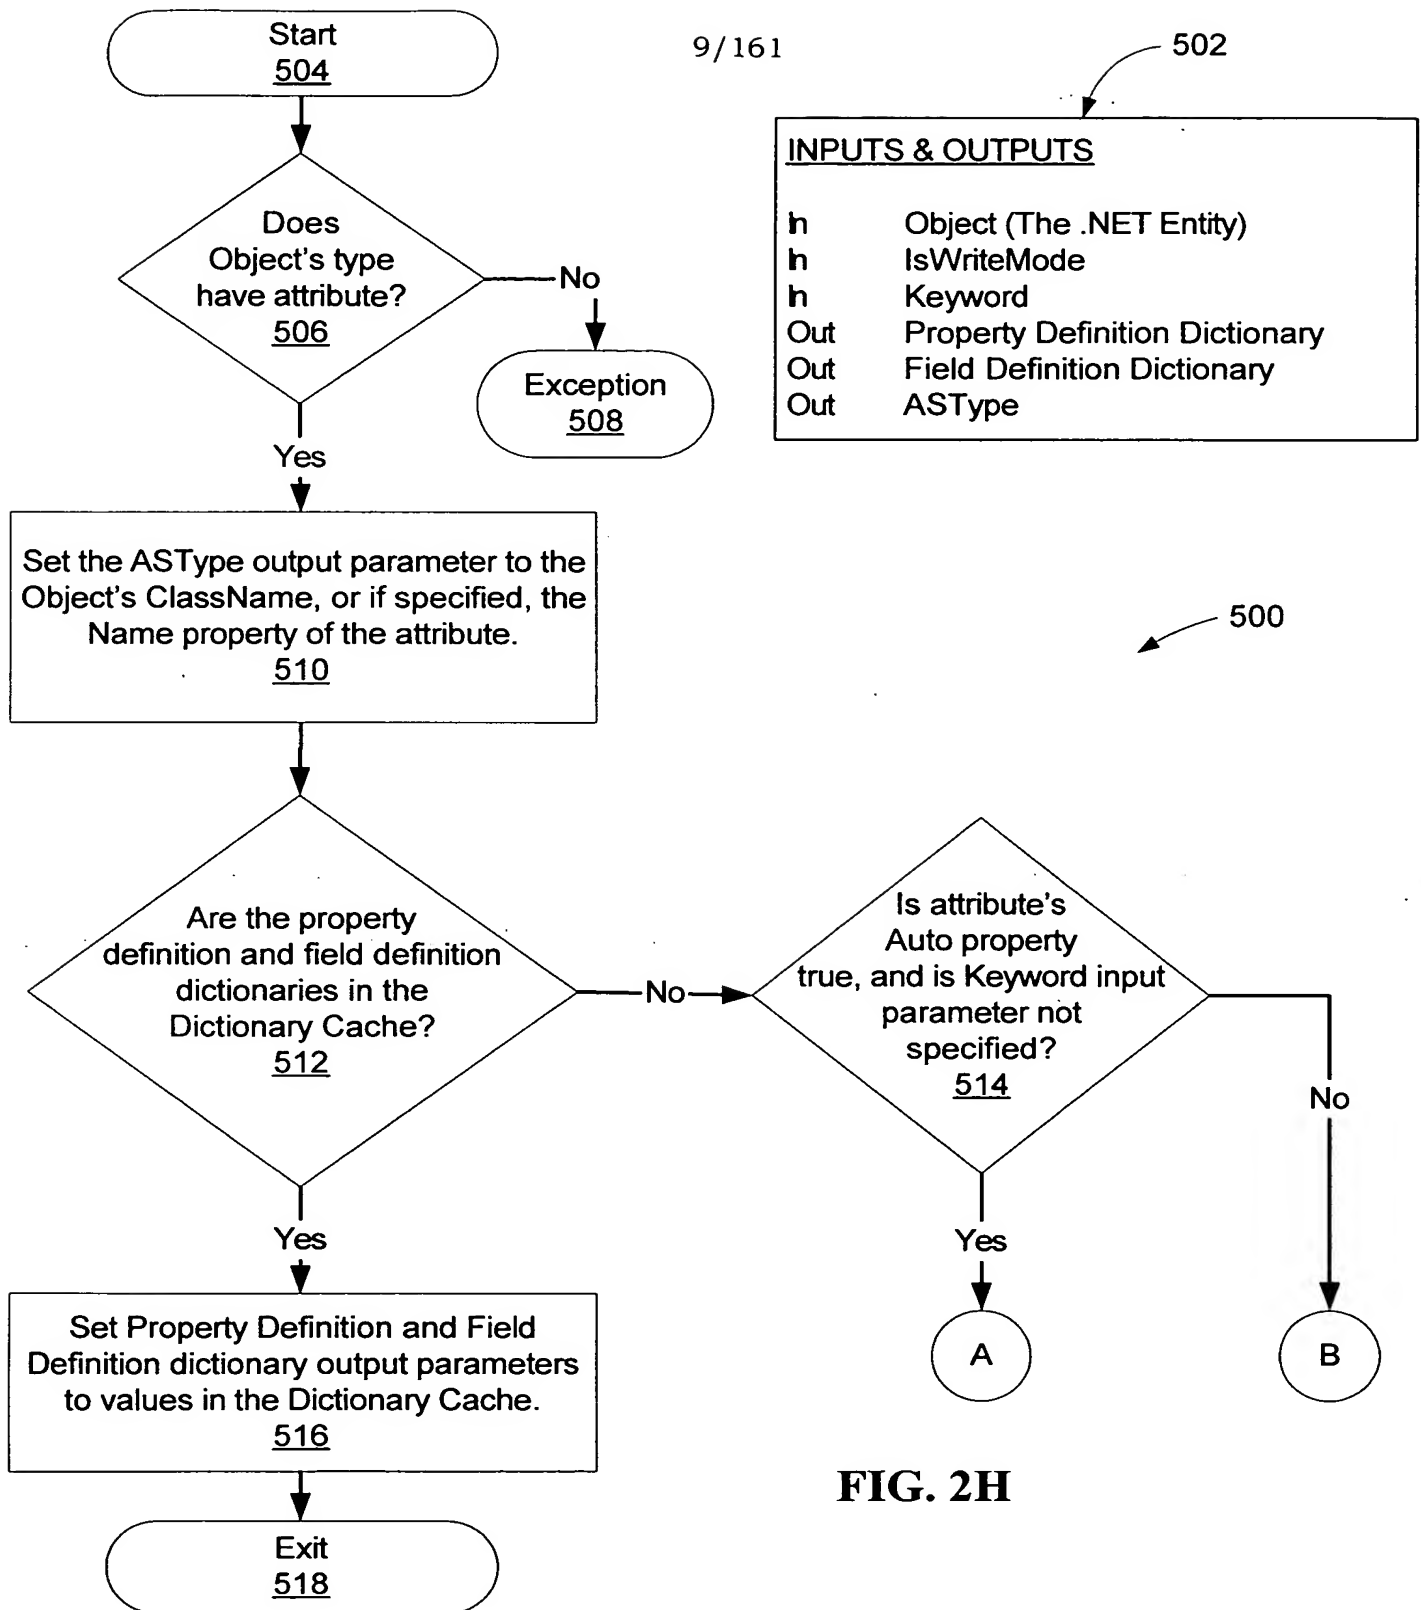 9/161
Start
504
502
INPUTS & OUTPUTS
In Object (The .NET Entity)
In IsWriteMode
In Keyword
Out Property Definition Dictionary
Out Field Definition Dictionary
Out ASType
Does
Object's type
have attribute?
506
No
Exception
508
Yes
Set the ASType output parameter to the
Object's ClassName, or if specified, the
Name property of the attribute.
510
500
Are the property
definition and field definition
dictionaries in the
Dictionary Cache?
512
No
Is attribute's
Auto property
true, and is Keyword input
parameter not
specified?
514
No
Yes
Yes
A
B
Set Property Definition and Field
Definition dictionary output parameters
to values in the Dictionary Cache.
516
Exit
518
FIG. 2H